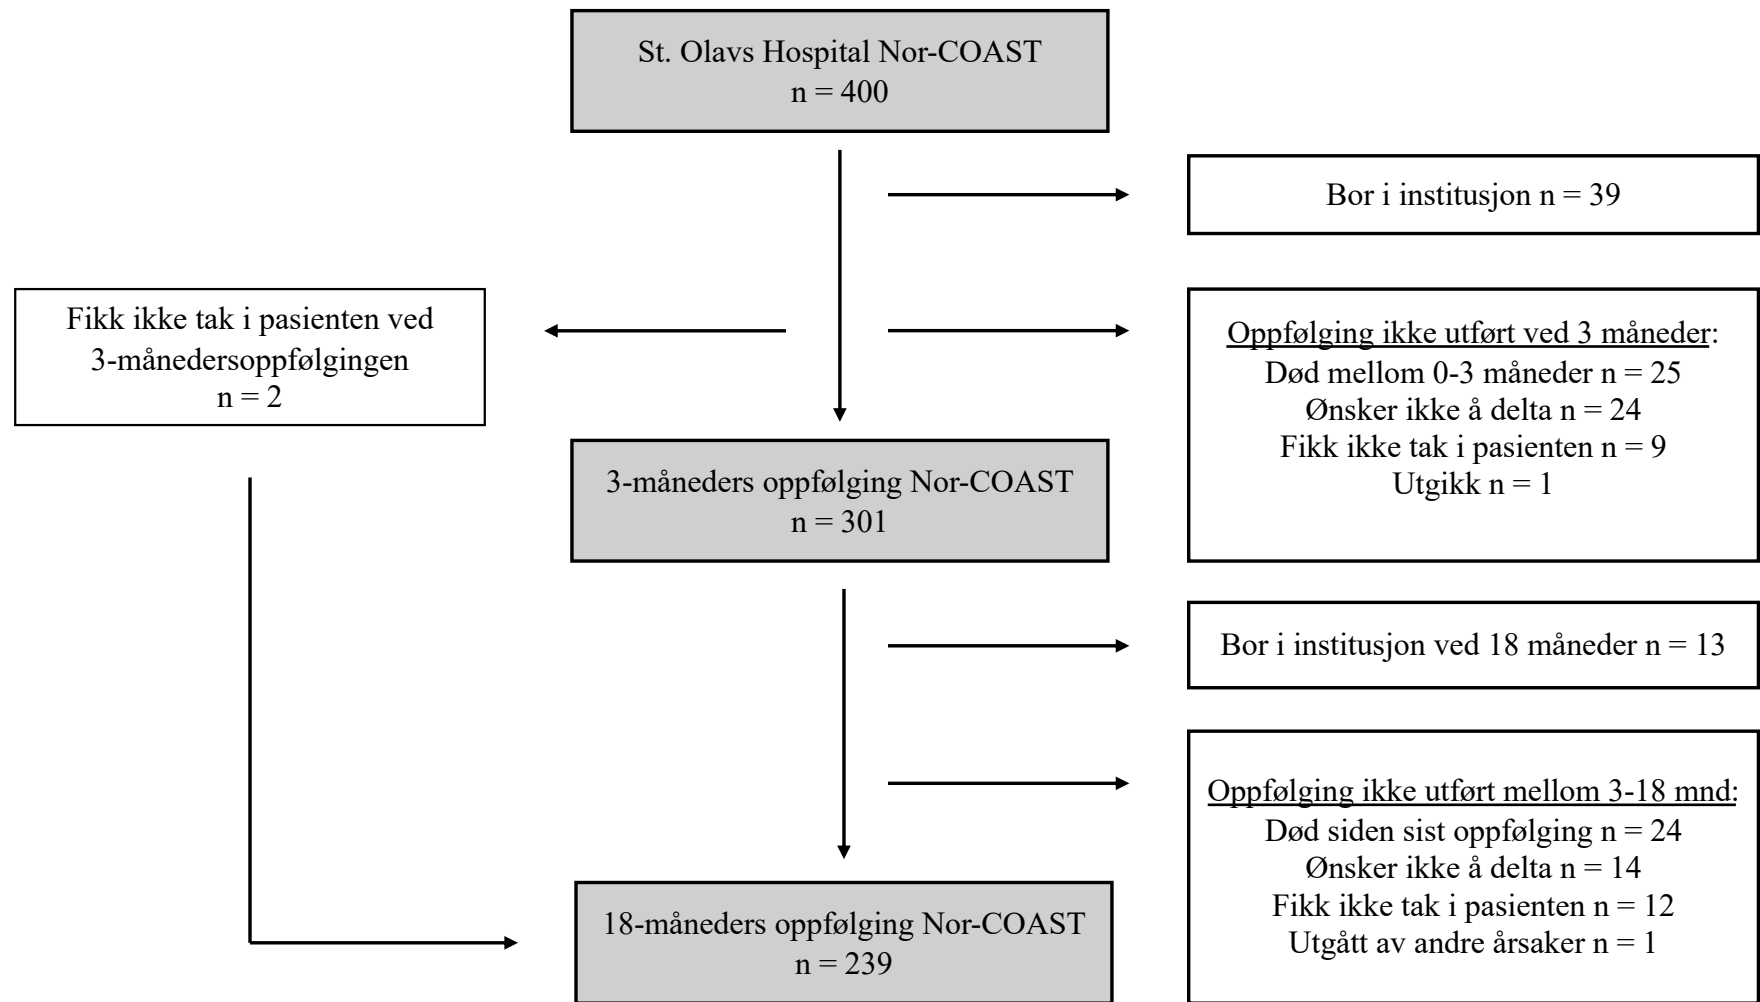 St. Olavs Hospital Nor-COAST
n = 400
Bor i institusjon n = 39
Fikk ikke tak i pasienten ved
3-månedersoppfølgingen
n = 2
Oppfølging ikke utført ved 3 måneder:
Død mellom 0-3 måneder n = 25
Ønsker ikke å delta n = 24
Fikk ikke tak i pasienten n = 9
Utgikk n = 1
3-måneders oppfølging Nor-COAST
n = 301
Bor i institusjon ved 18 måneder n = 13
Oppfølging ikke utført mellom 3-18 mnd:
Død siden sist oppfølging n = 24
Ønsker ikke å delta n = 14
Fikk ikke tak i pasienten n = 12
Utgått av andre årsaker n = 1
18-måneders oppfølging Nor-COAST
n = 239